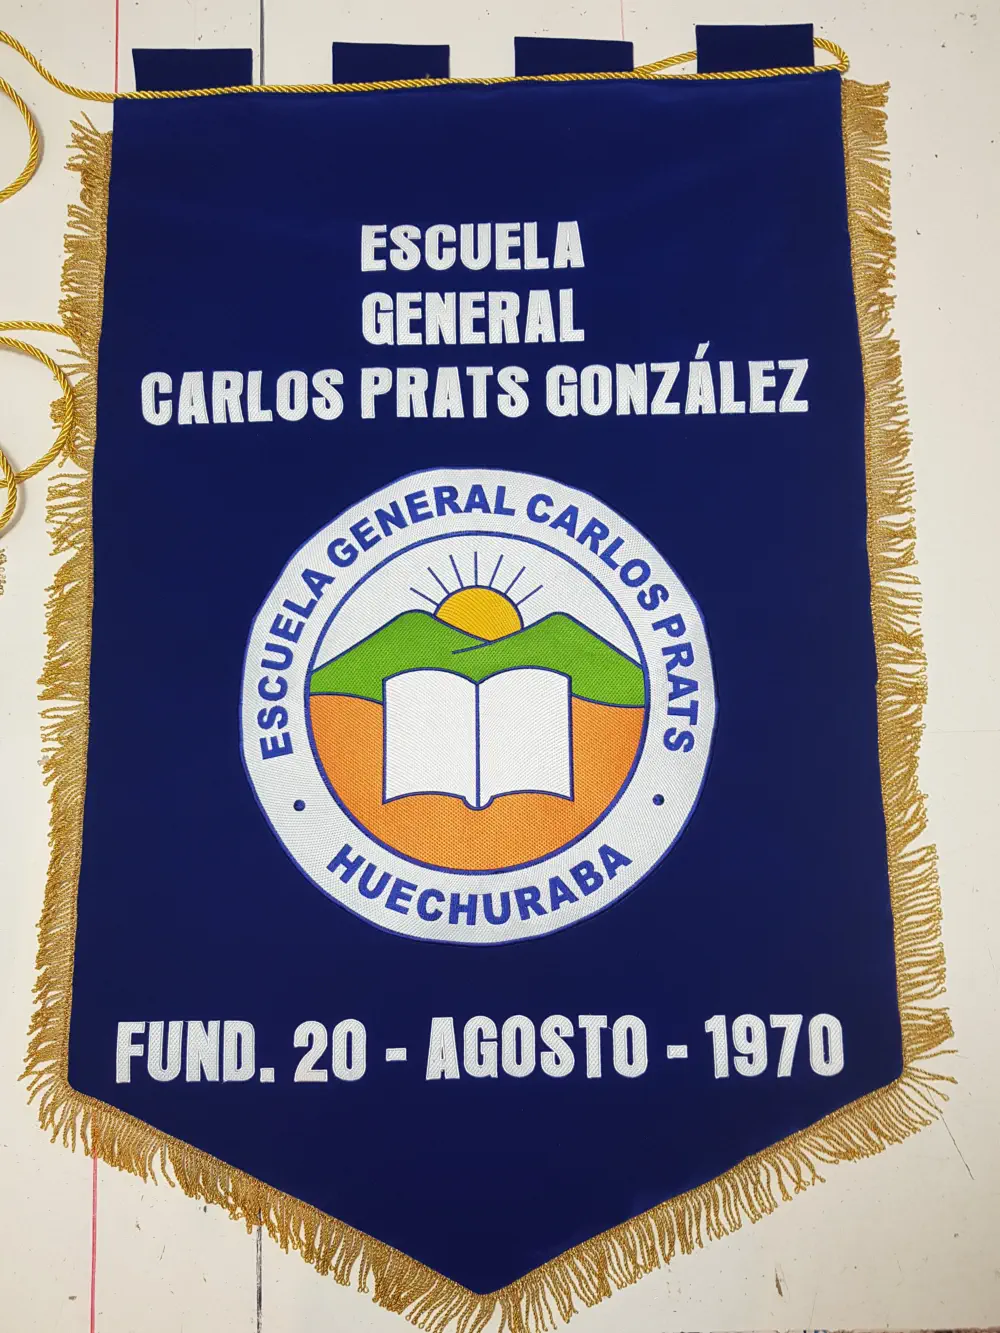 ESCUELA
GENERAL
CARLOS PRATS GONZÁLEZ
ESCUELA GENERAL CARLOS PRATS
• HUECHURABA •
FUND. 20 - AGOSTO - 1970